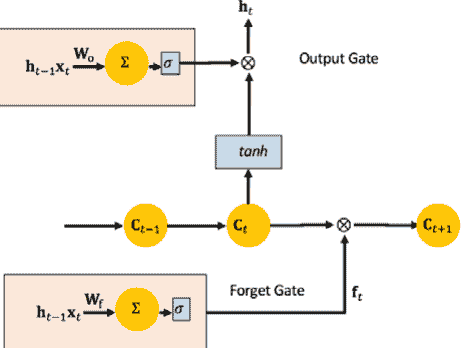 h_t
h_{t-1}x_t W_o Σ σ ⊗ Output Gate
tanh
C_{t-1} C_t ⊗ C_{t+1}
Forget Gate f_t
h_{t-1}x_t W_f Σ σ